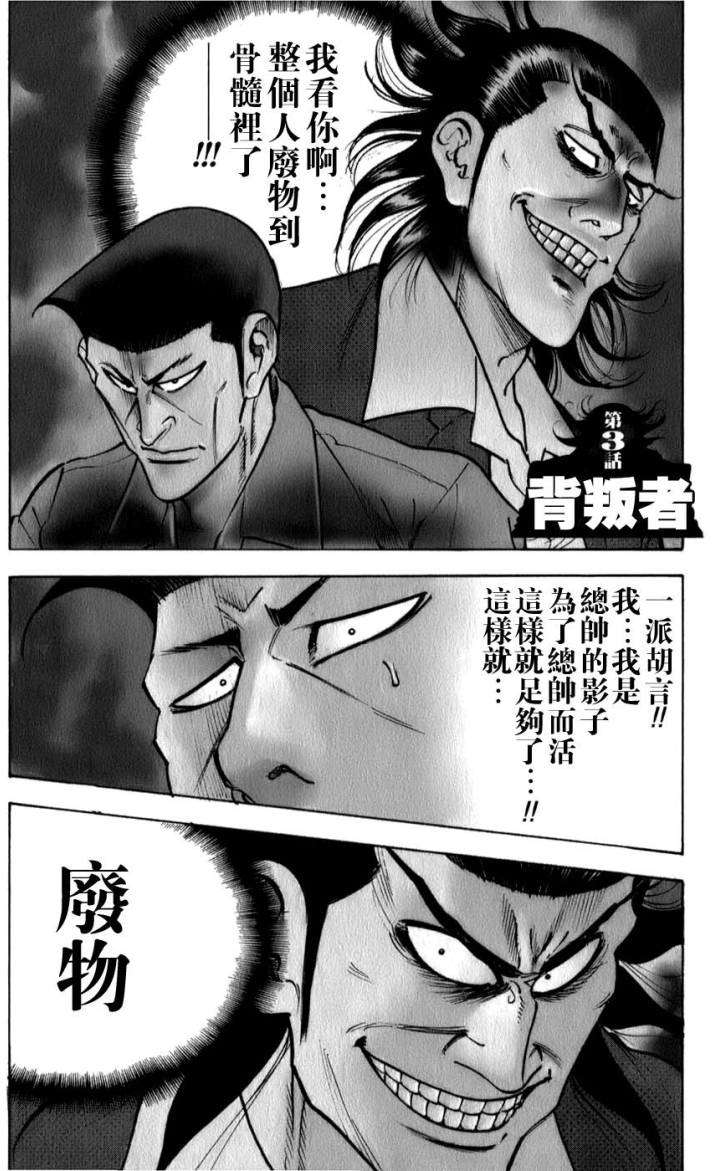 我看你啊…
整個人廢物到
骨髓裡了
——!!!
第3話
背叛者
一派胡言!!
我…我是
總帥的影子
為了總帥而活
這樣就足夠了…!!
這樣就…
廢物